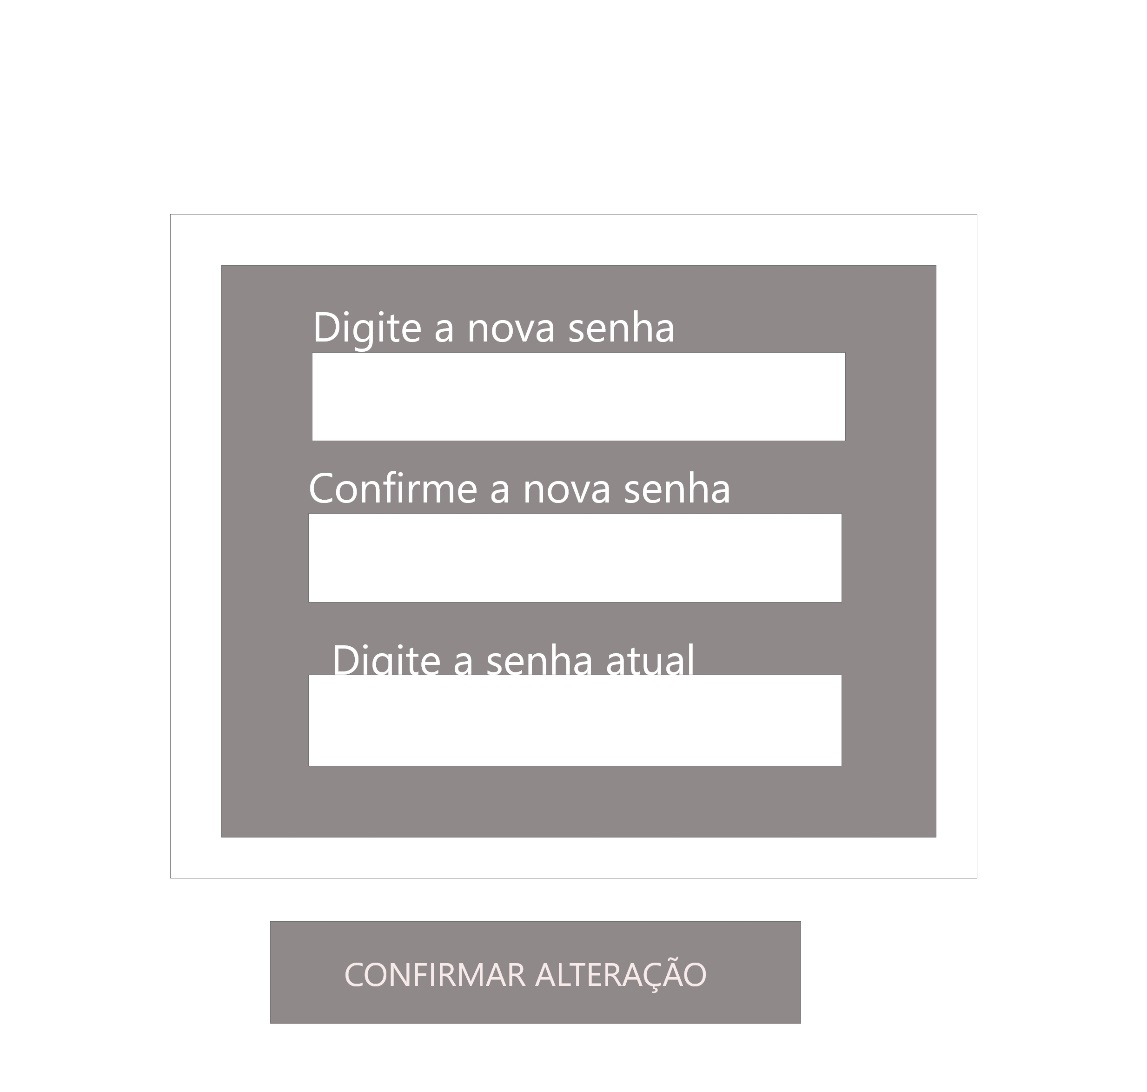 Digite a nova senha
Confirme a nova senha
Digite a senha atual
CONFIRMAR ALTERAÇÃO